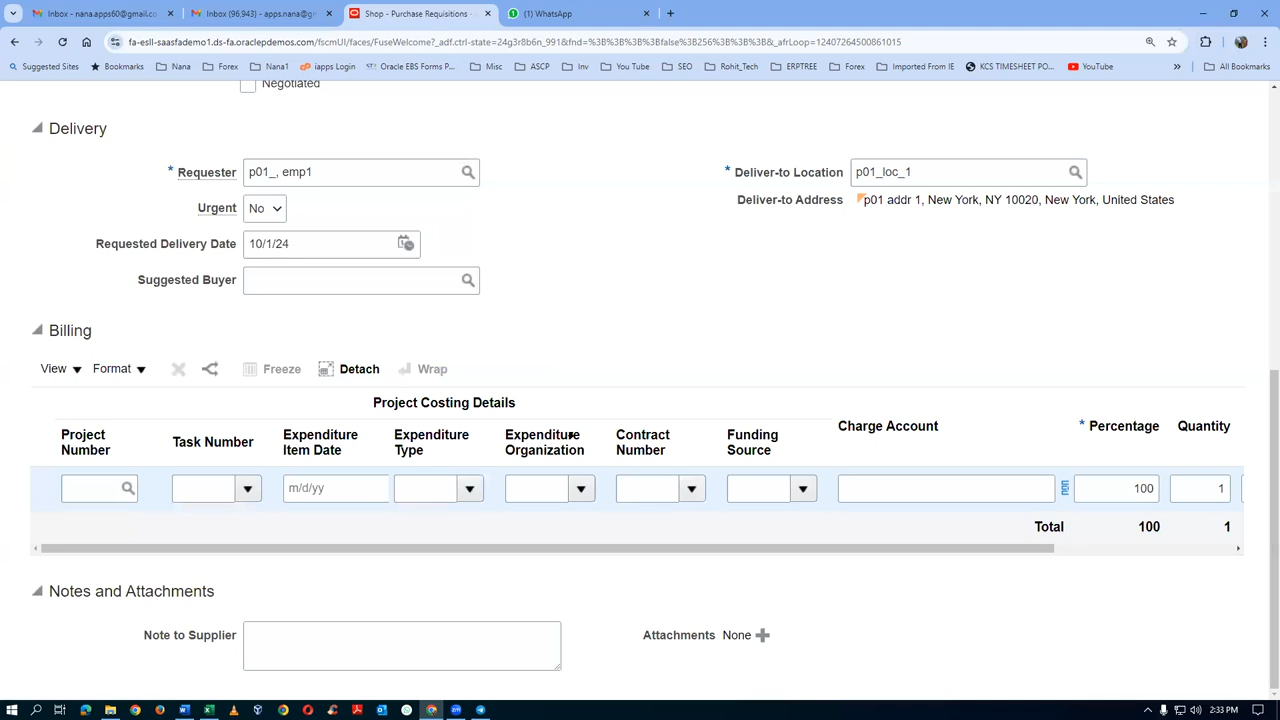 Inbox - nana.apps60@gmail.co
Inbox (96,943) - apps.nana@g
Shop - Purchase Requisitions -
(1) WhatsApp
fa-esll-saasfademo1.ds-fa.oraclepdemos.com/fscmUI/faces/FuseWelcome?_adf.ctrl-state=24g3r8b6n_991&fnd=%3B%3B%3B%3Bfalse%3B256%3B%3B%3B&_afrLoop=12407264500861015
Suggested Sites
Bookmarks
Nana
Forex
Nana1
iapps Login
Oracle EBS Forms P...
Misc
ASCP
Inv
You Tube
SEO
Rohit_Tech
ERPTREE
Forex
Imported From IE
KCS TIMESHEET PO...
YouTube
»
All Bookmarks
Negotiated
Delivery
* Requester p01_, emp1
* Deliver-to Location p01_loc_1
Urgent No
Deliver-to Address p01 addr 1, New York, NY 10020, New York, United States
Requested Delivery Date 10/1/24
Suggested Buyer
Billing
View Format Freeze Detach Wrap
Project Costing Details
Project Number
Task Number
Expenditure Item Date
Expenditure Type
Expenditure Organization
Contract Number
Funding Source
Charge Account
* Percentage
Quantity
m/d/yy 100 1
Total 100 1
Notes and Attachments
Note to Supplier
Attachments None
2:33 PM